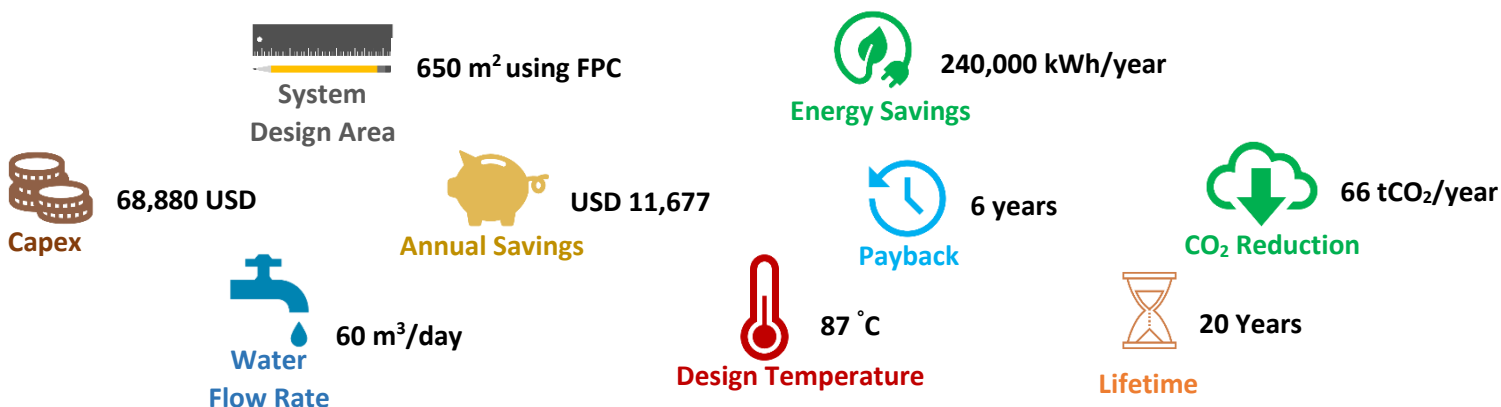 650 m² using FPC
System
Design Area
240,000 kWh/year
Energy Savings
68,880 USD
Capex
USD 11,677
Annual Savings
6 years
Payback
66 tCO₂/year
CO₂ Reduction
60 m³/day
Water
Flow Rate
87 °C
Design Temperature
20 Years
Lifetime